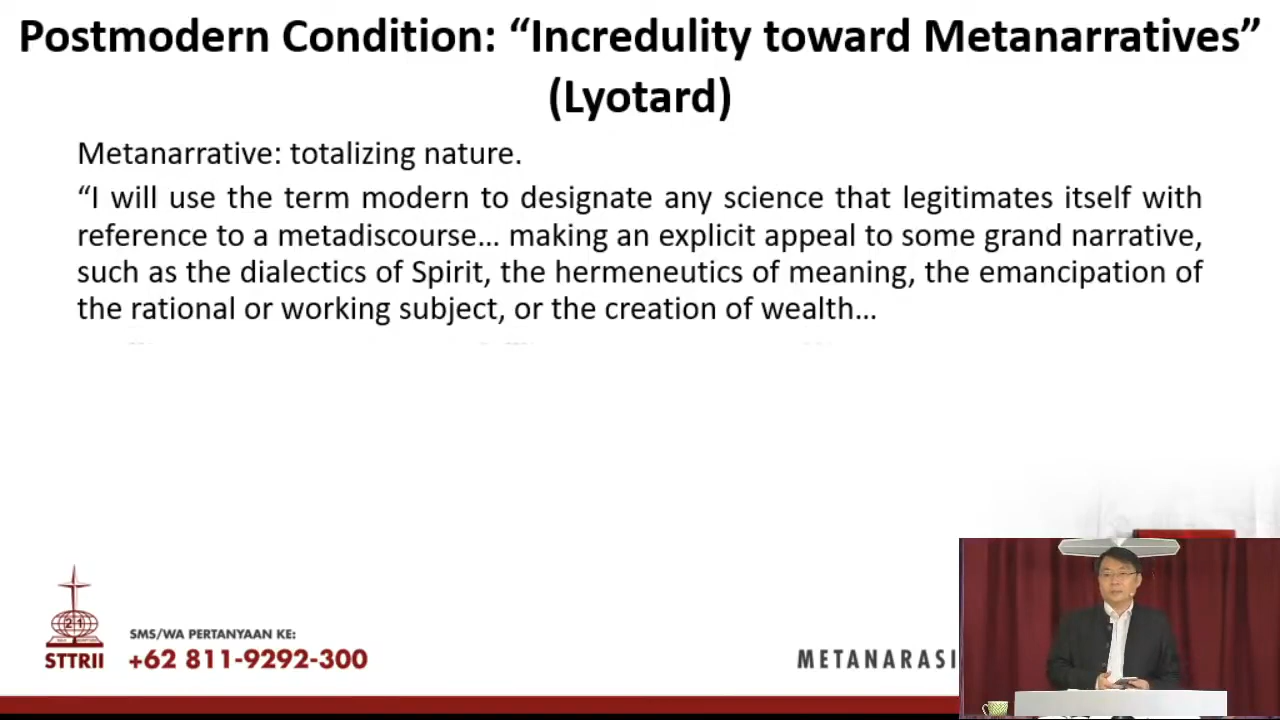 Postmodern Condition: “Incredulity toward Metanarratives”
(Lyotard)
Metanarrative: totalizing nature.
“I will use the term modern to designate any science that legitimates itself with
reference to a metadiscourse… making an explicit appeal to some grand narrative,
such as the dialectics of Spirit, the hermeneutics of meaning, the emancipation of
the rational or working subject, or the creation of wealth…
21
STTRII
SMS/WA PERTANYAAN KE:
+62 811-9292-300
METANARASI